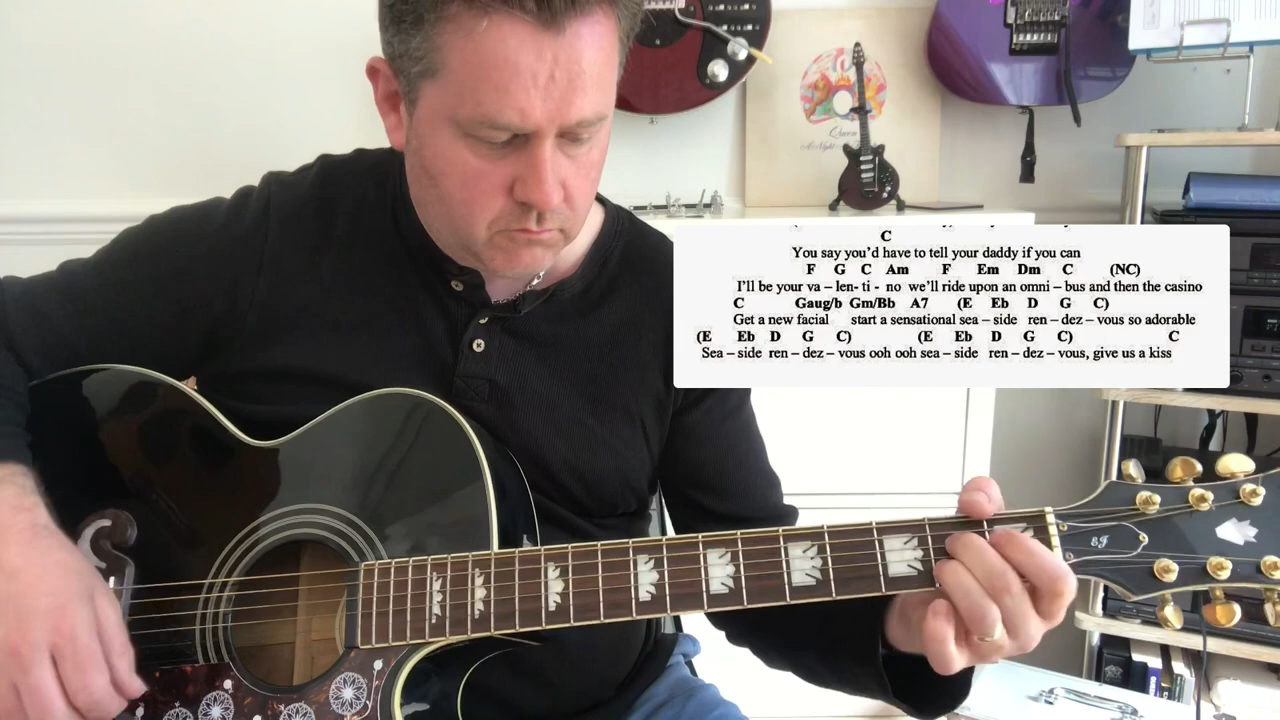 C
You say you'd have to tell your daddy if you can
F G C Am F Em Dm C (NC)
I'll be your va – len- ti - no we'll ride upon an omni – bus and then the casino
C Gaug/b Gm/Bb A7 (E Eb D G C)
Get a new facial start a sensational sea – side ren – dez – vous so adorable
(E Eb D G C) (E Eb D G C) C
Sea – side ren – dez – vous ooh ooh sea – side ren – dez – vous, give us a kiss
Queen
A Night
EJ